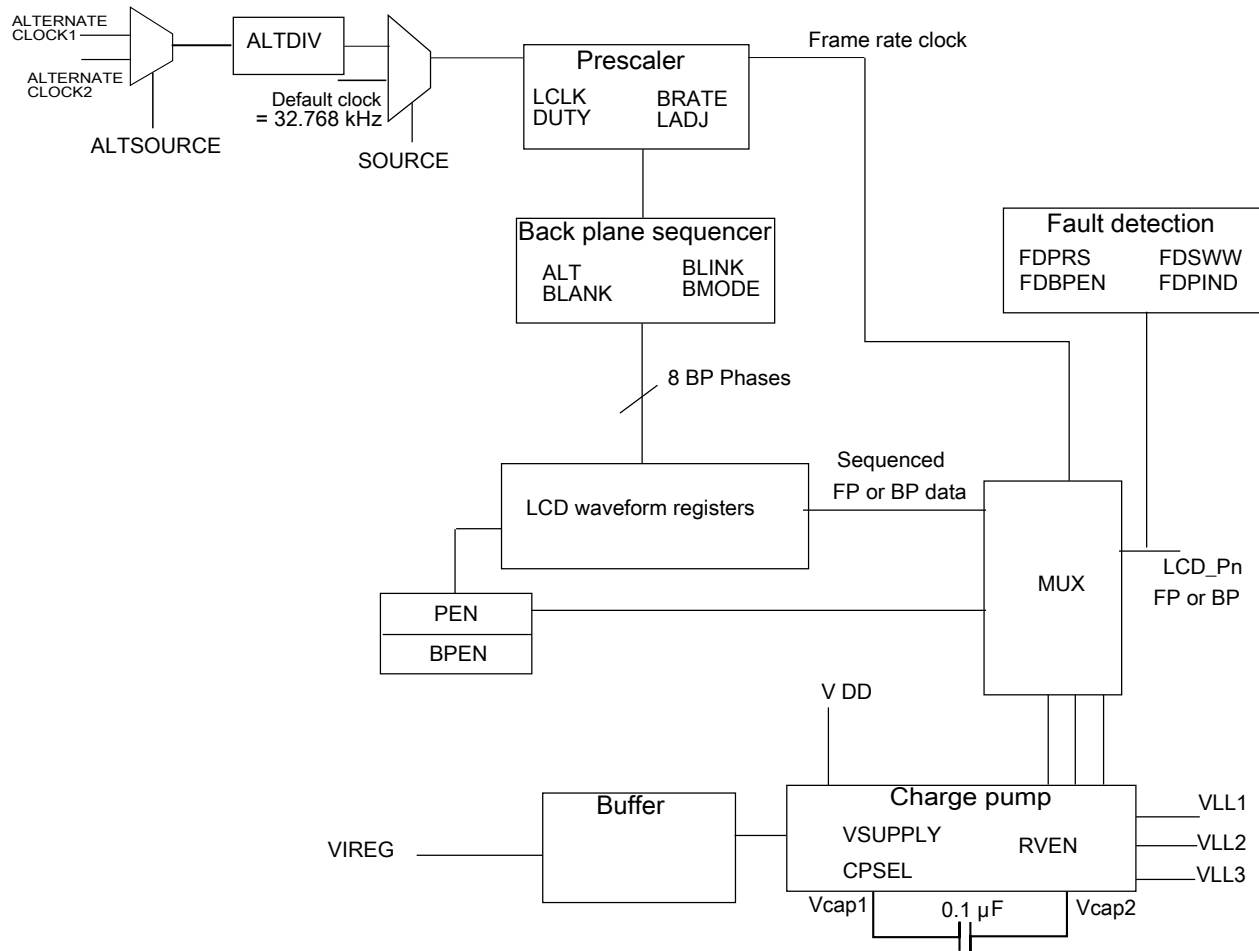 ALTERNATE
CLOCK1
ALTERNATE
CLOCK2
ALTSOURCE
ALTDIV
Default clock
= 32.768 kHz
SOURCE
Prescaler
LCLK BRATE
DUTY LADJ
Frame rate clock
Back plane sequencer
ALT BLINK
BLANK BMODE
Fault detection
FDPRS FDSWW
FDBPEN FDPIND
8 BP Phases
LCD waveform registers
Sequenced
FP or BP data
MUX
LCD_Pn
FP or BP
PEN
BPEN
V DD
Buffer
VIREG
Charge pump
VSUPPLY RVEN
CPSEL
VLL1
VLL2
VLL3
Vcap1 0.1 µF Vcap2